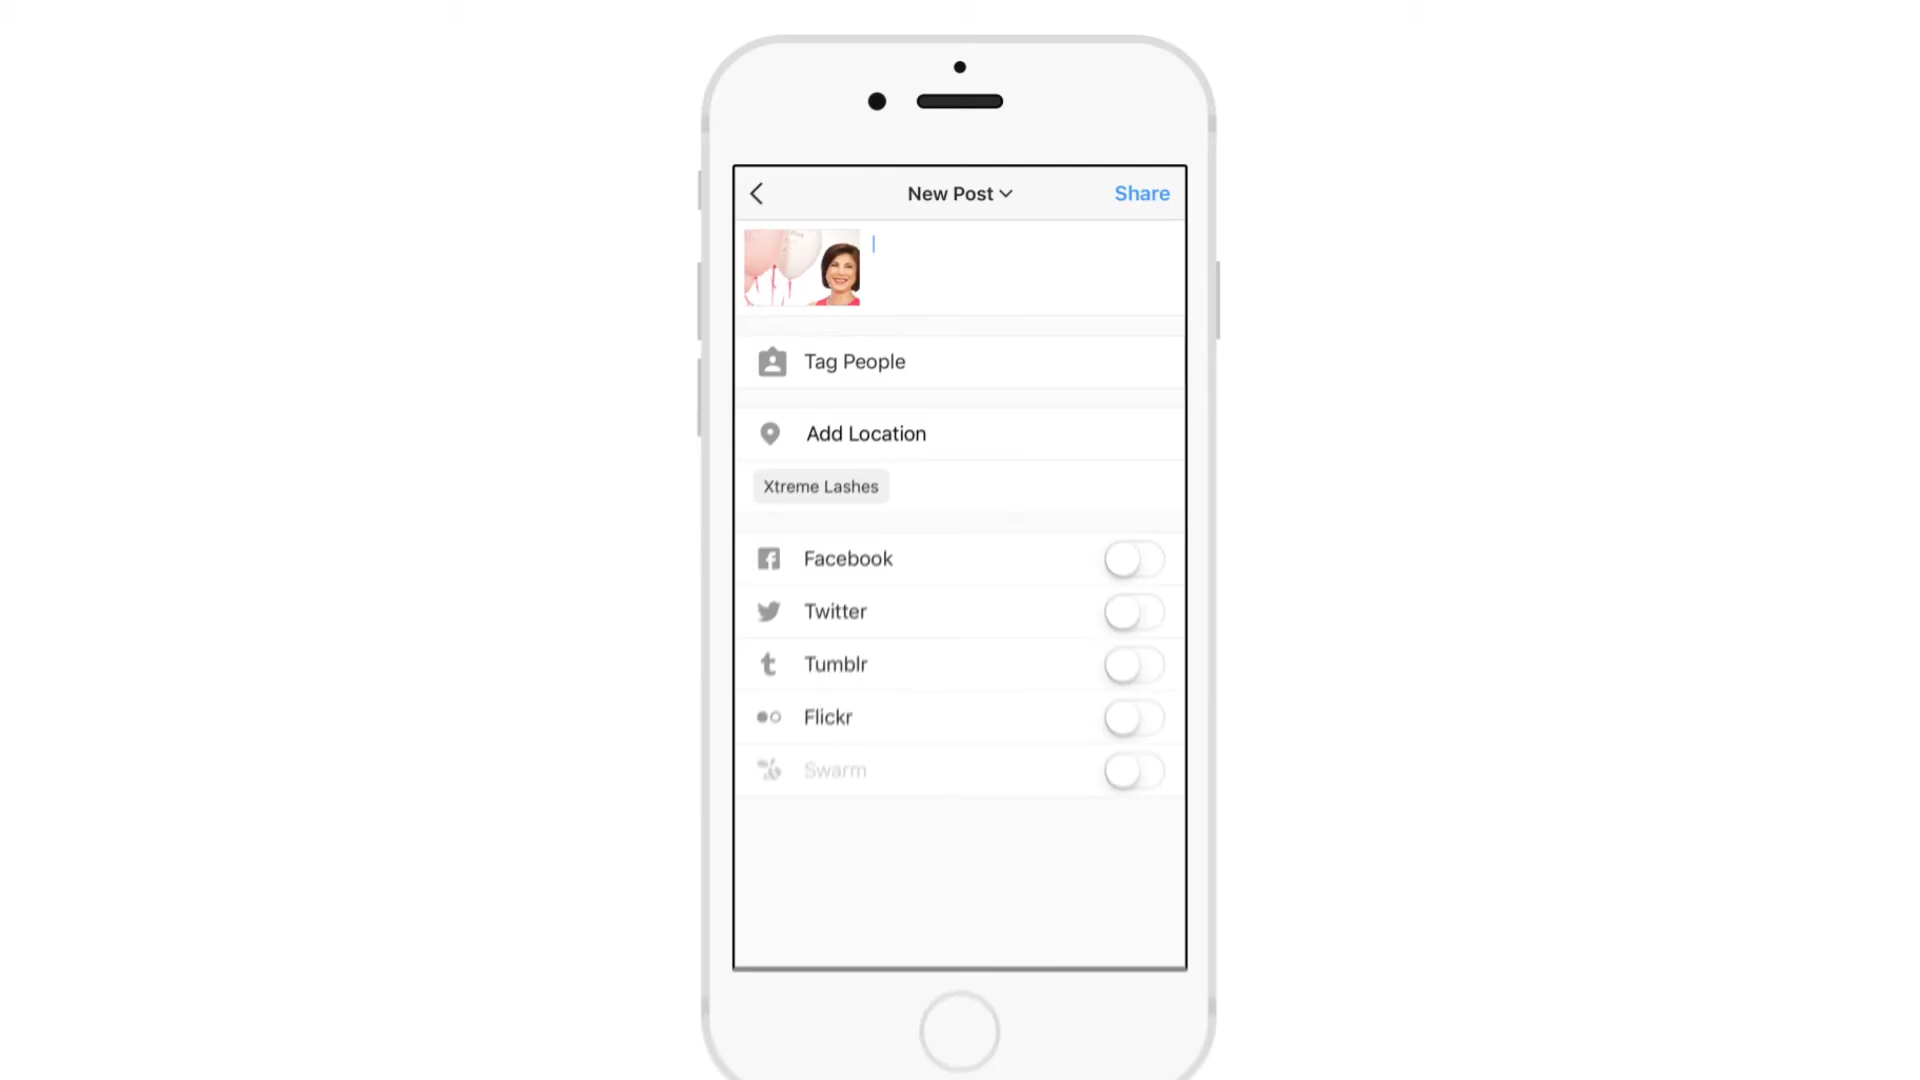 New Post
Share
Tag People
Add Location
Xtreme Lashes
Facebook
Twitter
Tumblr
Flickr
Swarm